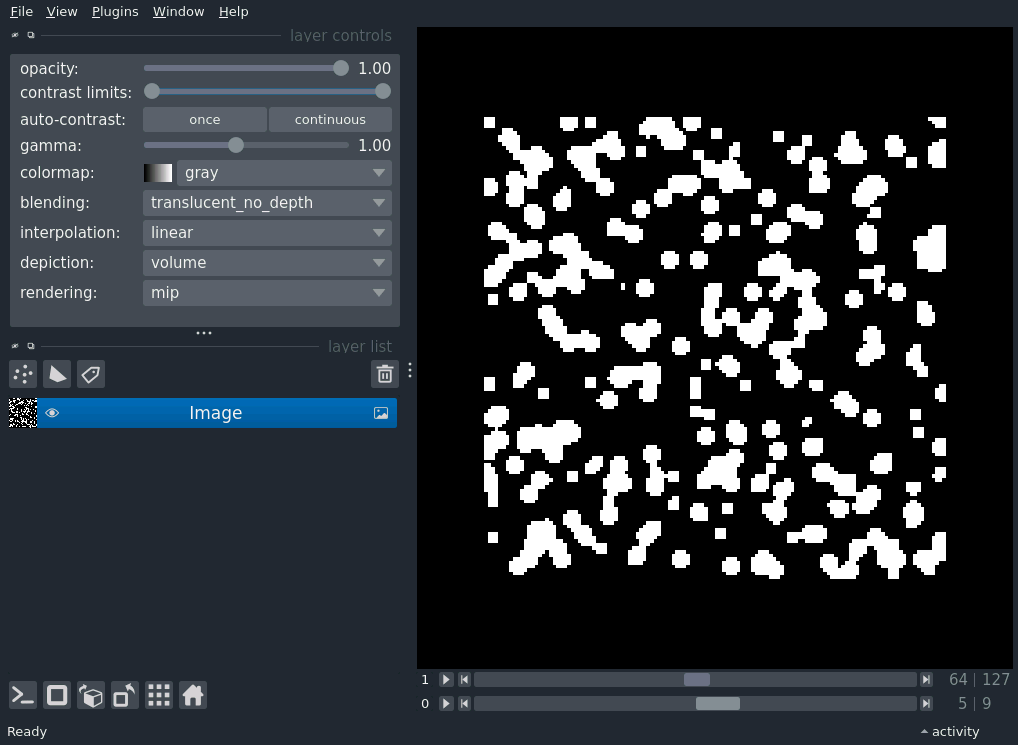 File View Plugins Window Help
layer controls
opacity: 1.00
contrast limits:
auto-contrast: once continuous
gamma: 1.00
colormap: gray
blending: translucent_no_depth
interpolation: linear
depiction: volume
rendering: mip
layer list
Image
1 64 | 127
0 5 | 9
Ready activity